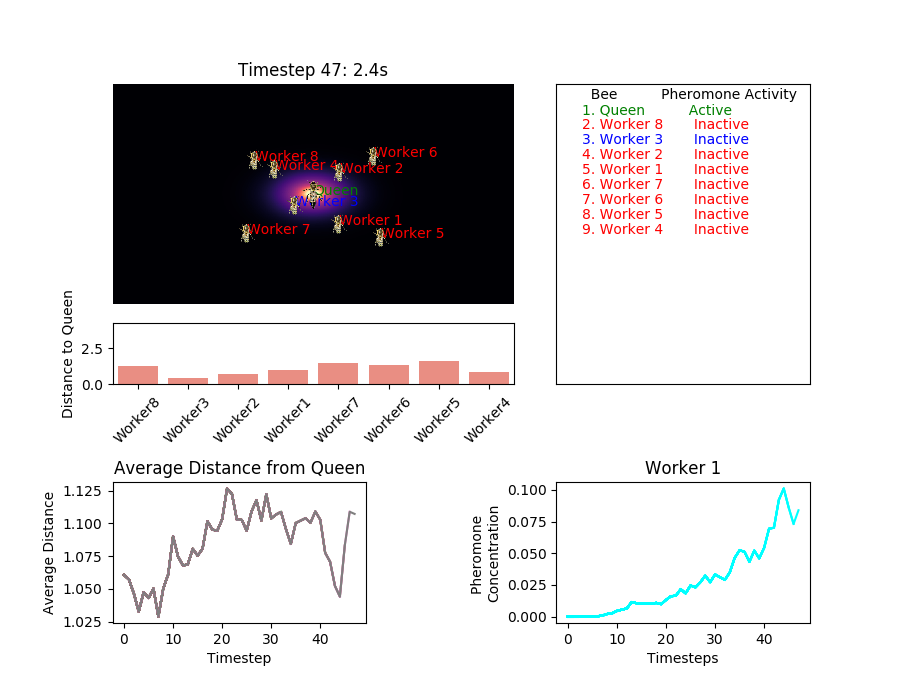 Timestep 47: 2.4s
Worker 8
Worker 4
Worker 6
Worker 2
Queen
Worker 3
Worker 1
Worker 7
Worker 5
Bee Pheromone Activity
1. Queen Active
2. Worker 8 Inactive
3. Worker 3 Inactive
4. Worker 2 Inactive
5. Worker 1 Inactive
6. Worker 7 Inactive
7. Worker 6 Inactive
8. Worker 5 Inactive
9. Worker 4 Inactive
Distance to Queen
2.5
0.0
Worker8
Worker3
Worker2
Worker1
Worker7
Worker6
Worker5
Worker4
Average Distance from Queen
Average Distance
1.125
1.100
1.075
1.050
1.025
0 10 20 30 40
Timestep
Worker 1
Pheromone
Concentration
0.100
0.075
0.050
0.025
0.000
0 10 20 30 40
Timesteps